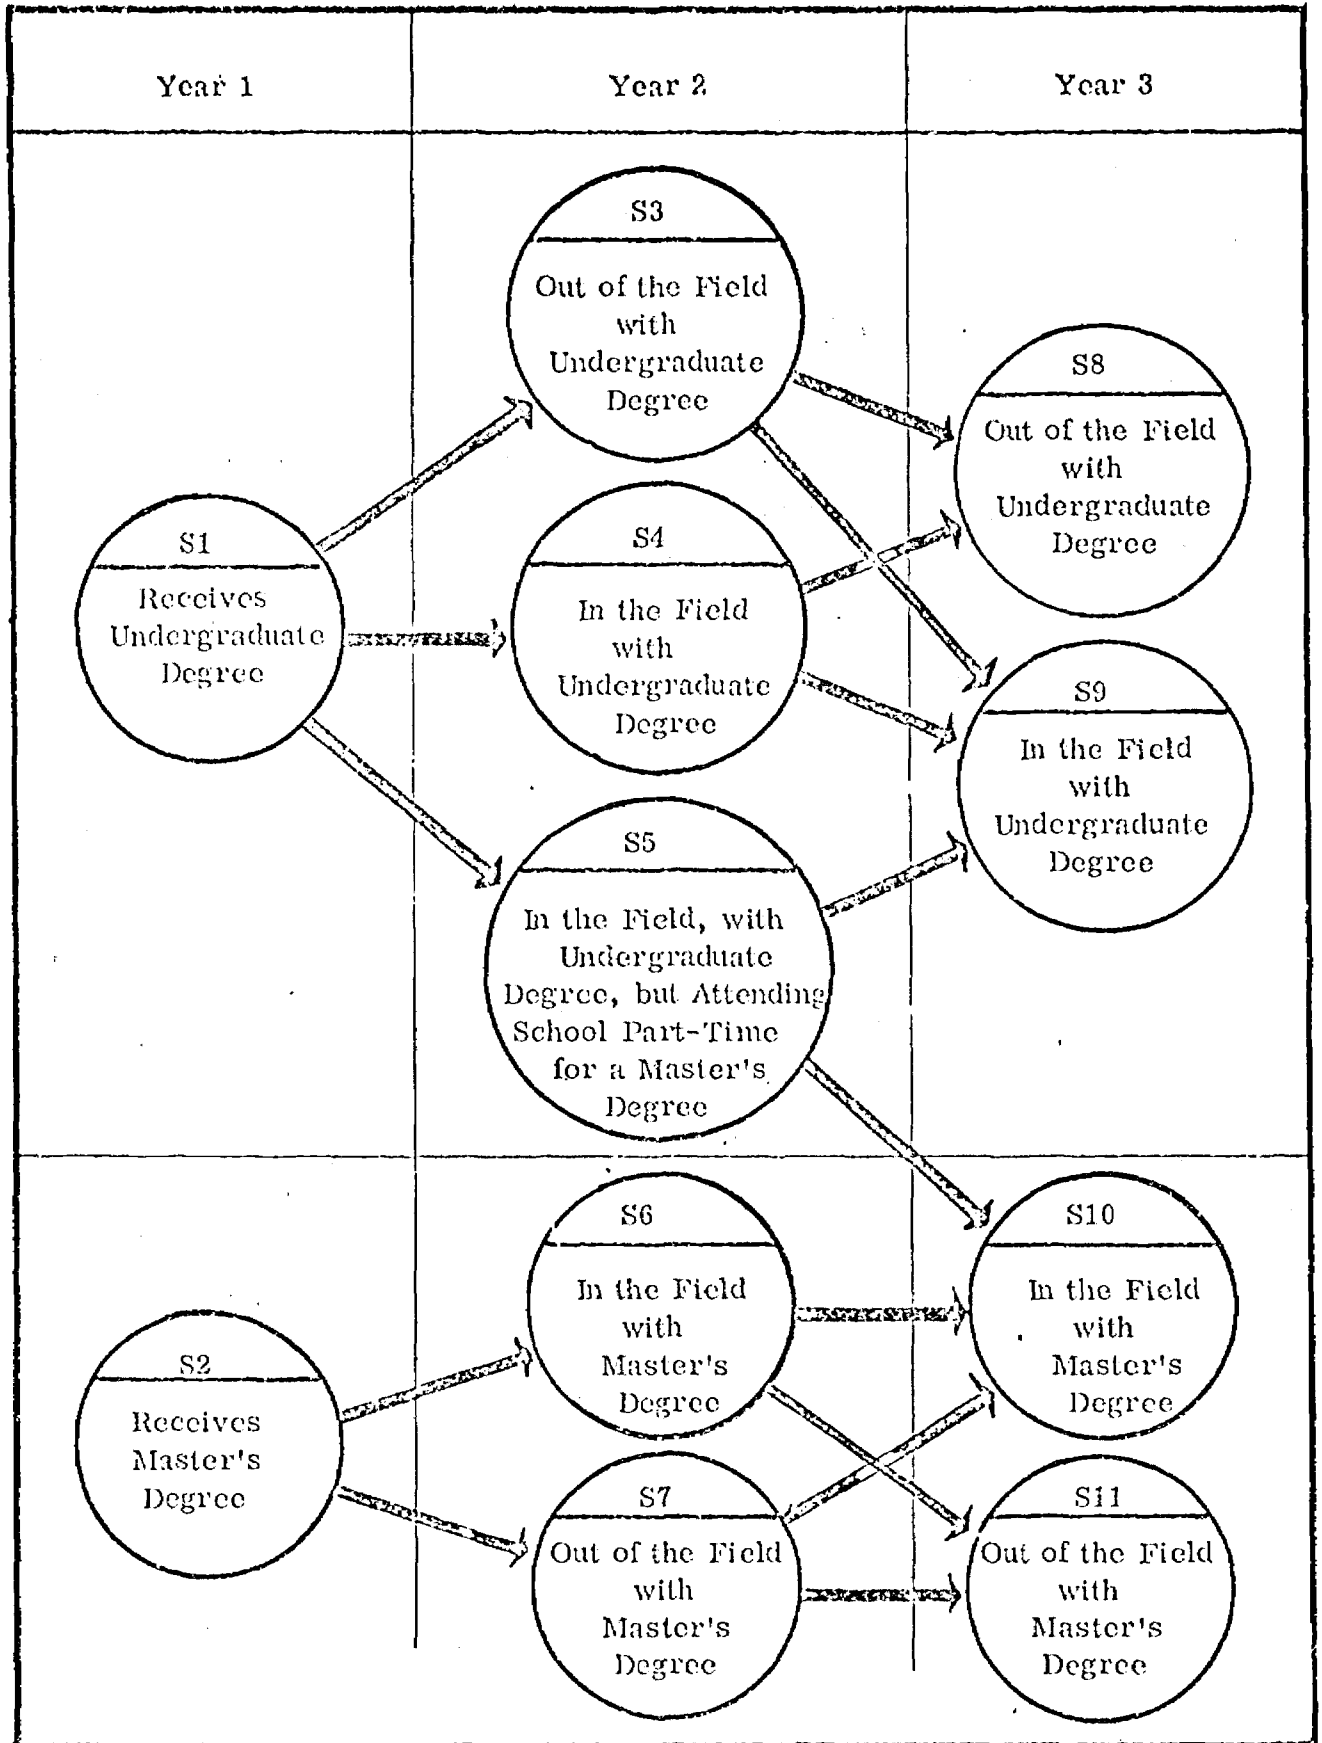 Year 1
Year 2
Year 3
S1
Receives
Undergraduate
Degree
S2
Receives
Master's
Degree
S3
Out of the Field
with
Undergraduate
Degree
S4
In the Field
with
Undergraduate
Degree
S5
In the Field, with
Undergraduate
Degree, but Attending
School Part-Time
for a Master's
Degree
S6
In the Field
with
Master's
Degree
S7
Out of the Field
with
Master's
Degree
S8
Out of the Field
with
Undergraduate
Degree
S9
In the Field
with
Undergraduate
Degree
S10
In the Field
with
Master's
Degree
S11
Out of the Field
with
Master's
Degree